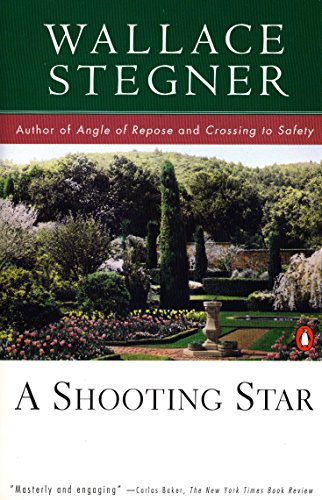 WALLACE
STEGNER
Author of Angle of Repose and Crossing to Safety
A SHOOTING STAR
"Masterly and engaging" —Carlos Baker, The New York Times Book Review